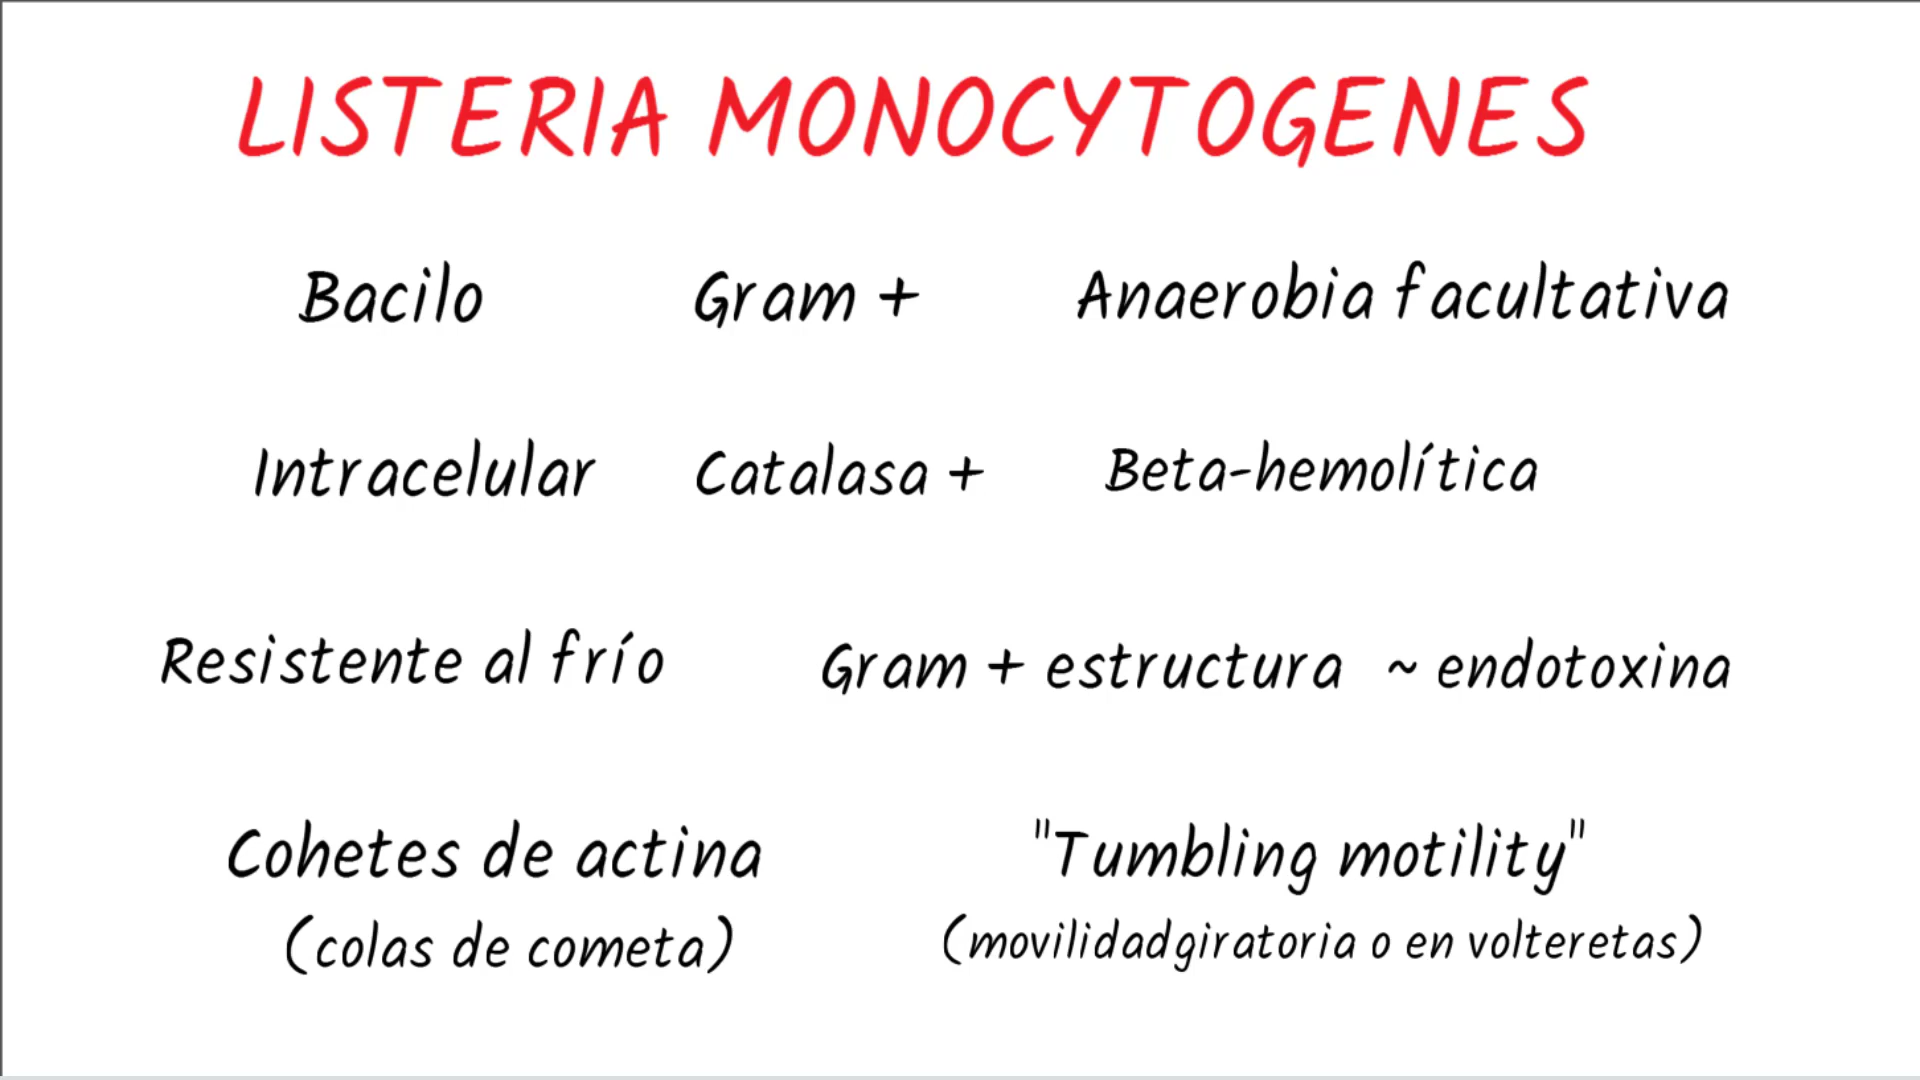 LISTERIA MONOCYTOGENES
Bacilo Gram + Anaerobia facultativa
Intracelular Catalasa + Beta-hemolítica
Resistente al frío Gram + estructura ~ endotoxina
Cohetes de actina "Tumbling motility"
(colas de cometa) (movilidadgiratoria o en volteretas)